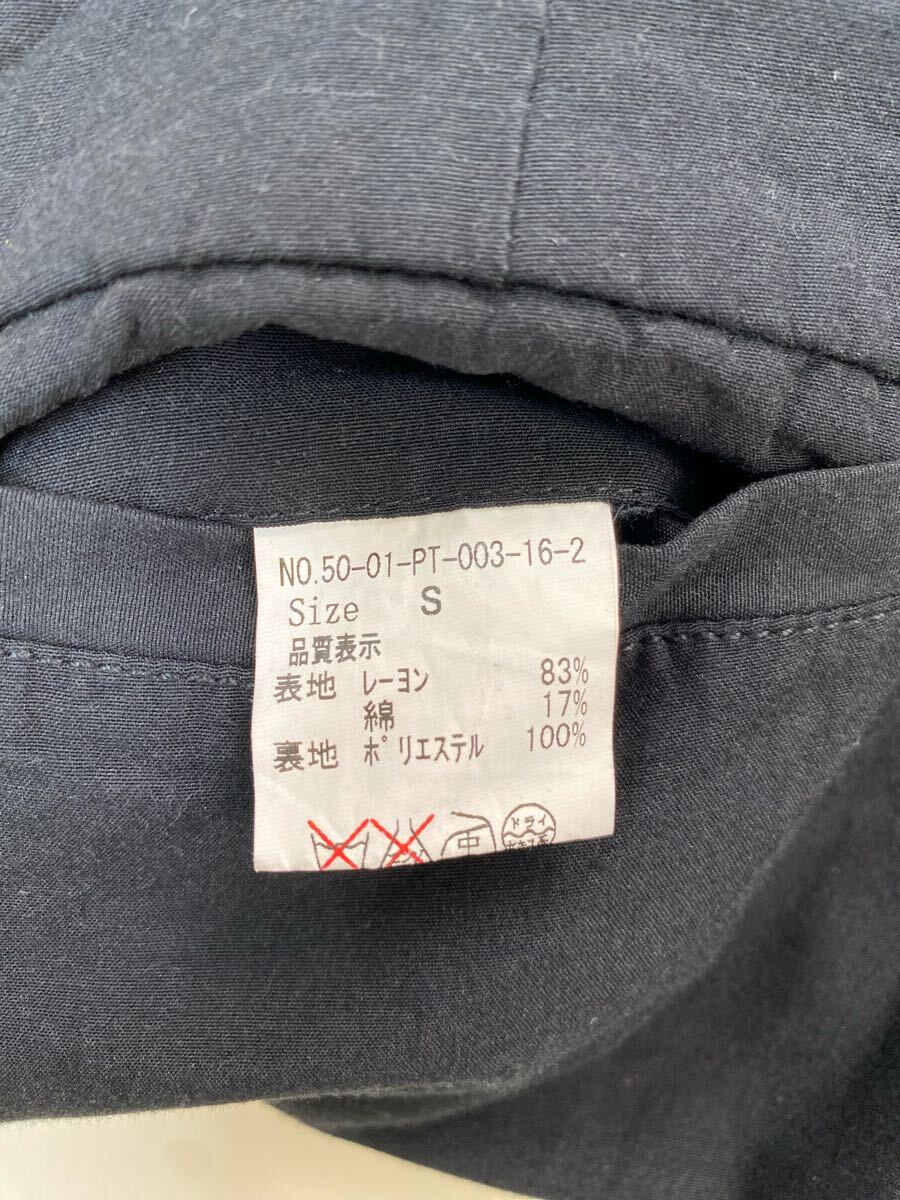 NO.50-01-PT-003-16-2
Size S
品質表示
表地 レーヨン 83%
綿 17%
裏地 ポリエステル 100%
中 ドライ